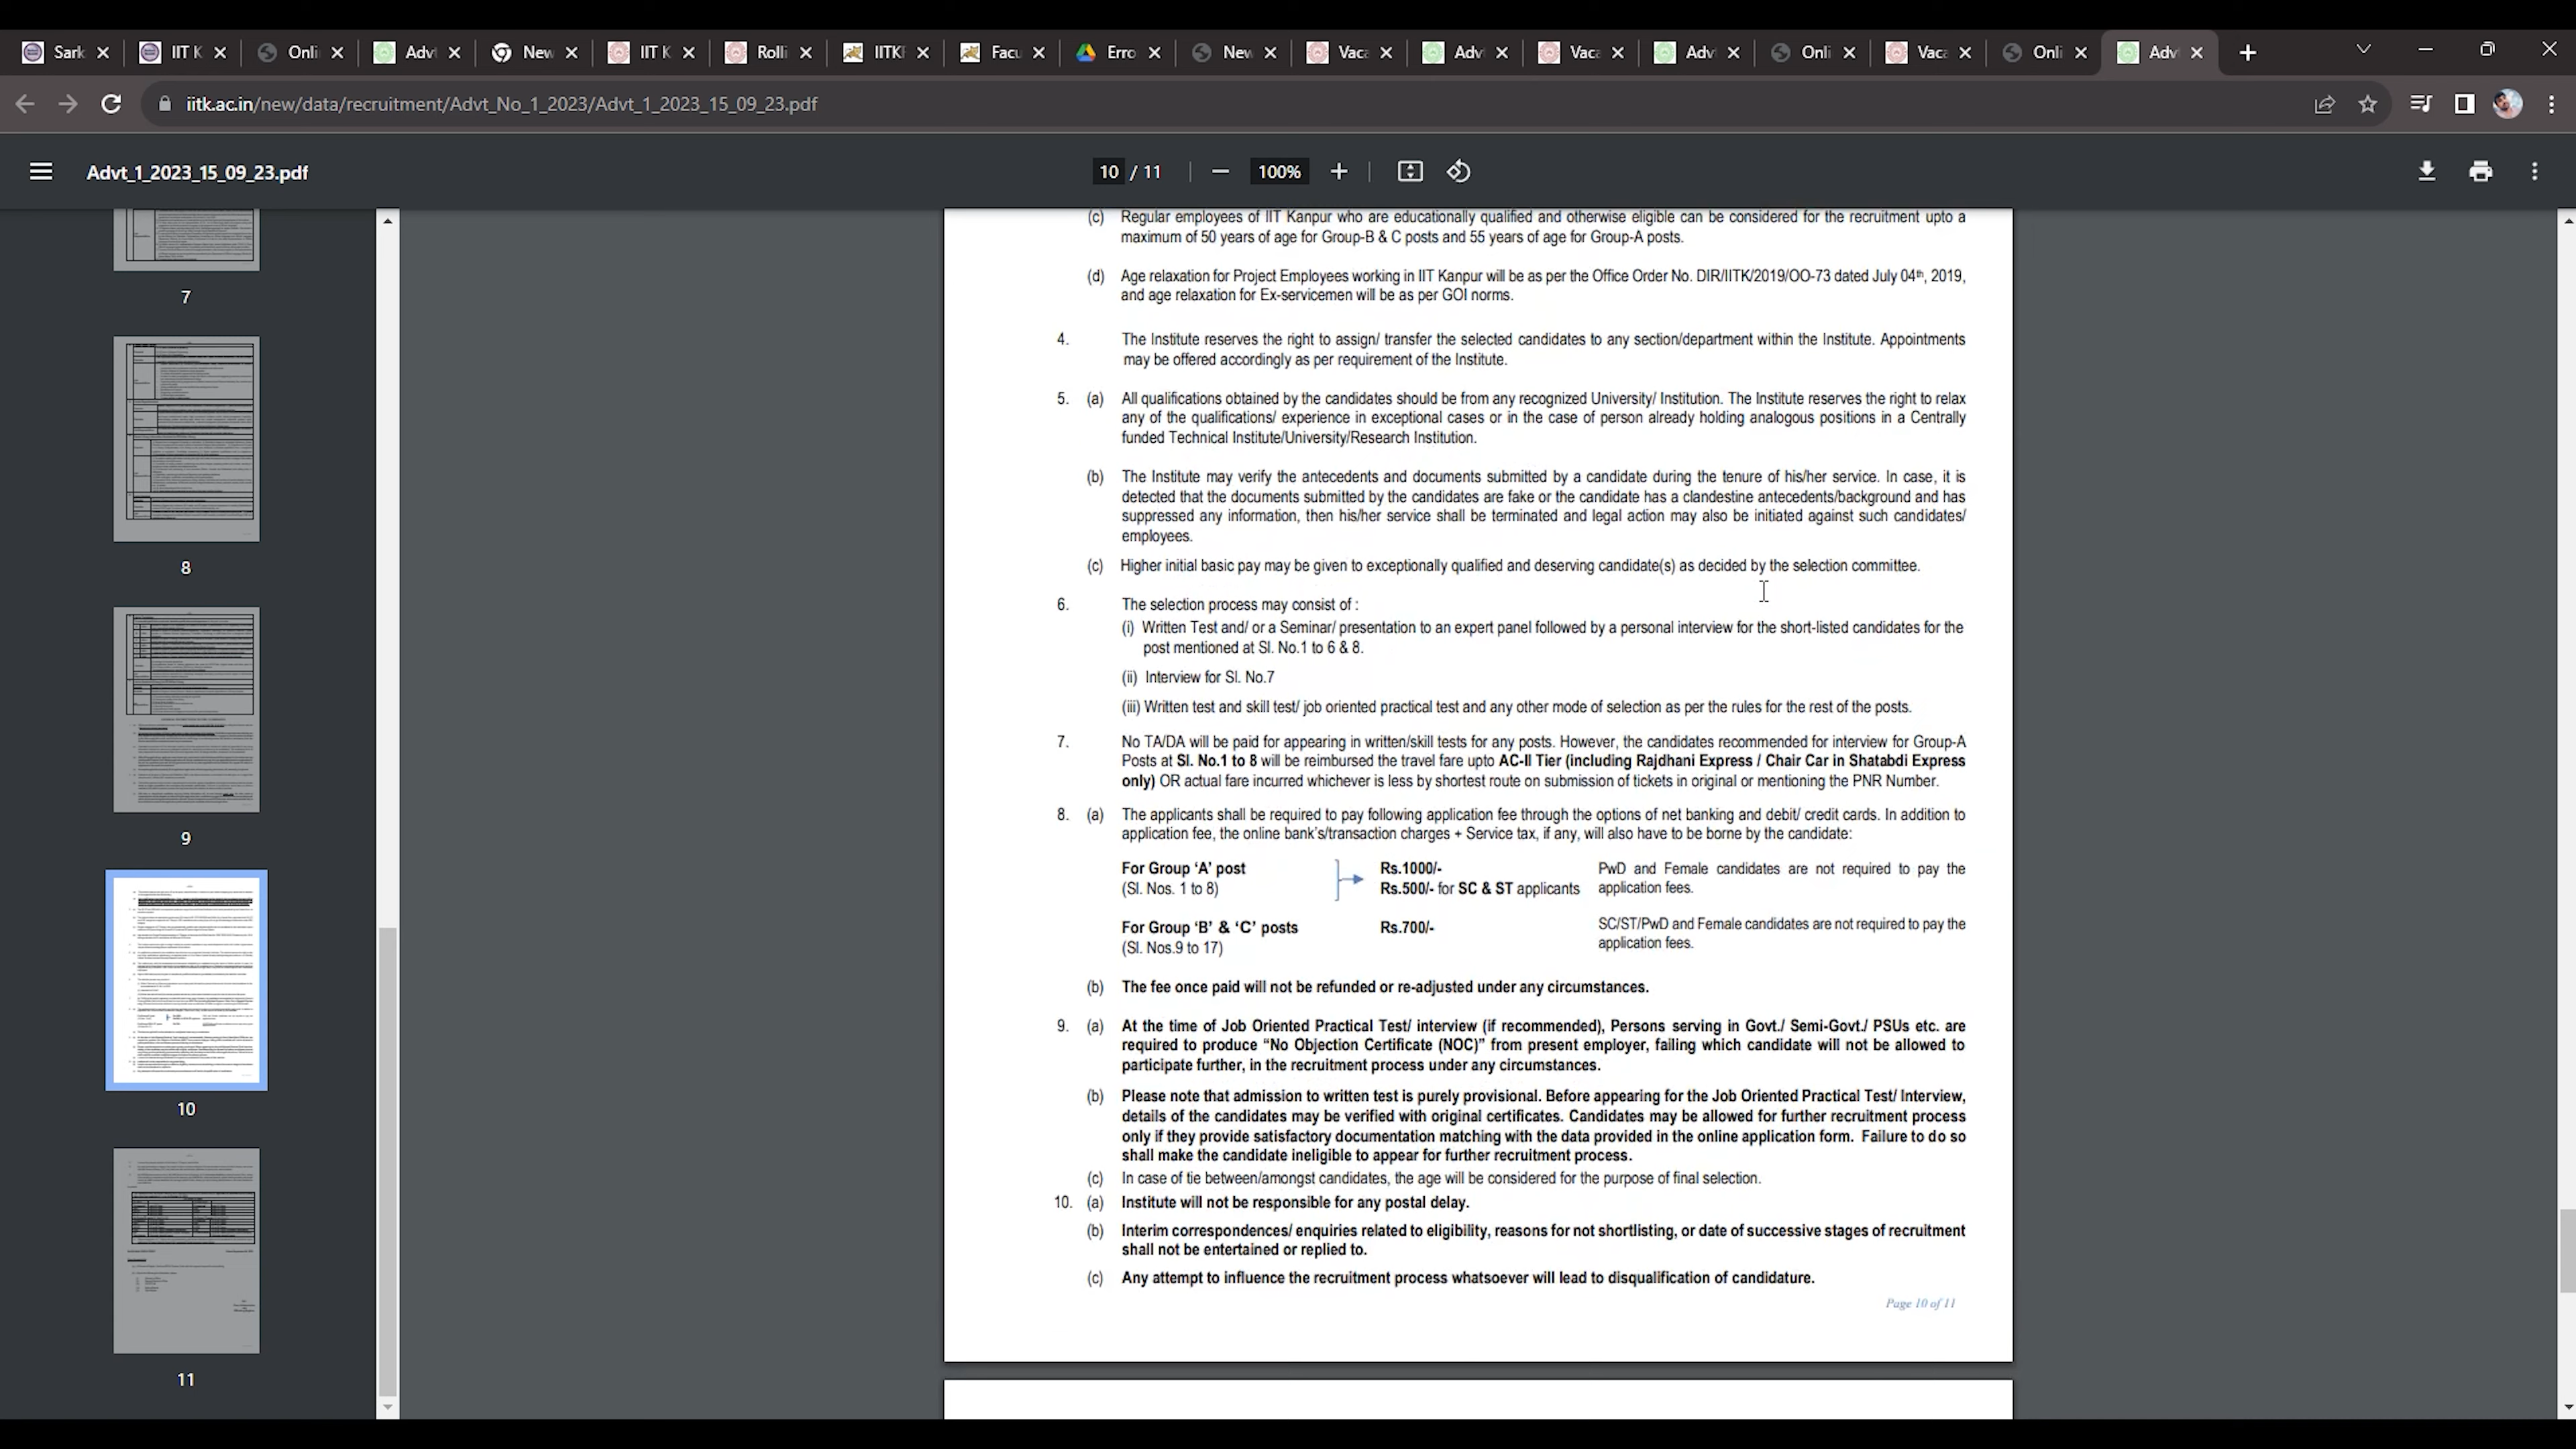 Sark
IIT K
Onli
Advt
New
IIT K
Rolli
IITKI
Facu
Erro
New
Vaca
Advt
Vaca
Advt
Onli
Vaca
Onli
Advt
iitk.ac.in/new/data/recruitment/Advt_No_1_2023/Advt_1_2023_15_09_23.pdf
Advt_1_2023_15_09_23.pdf
10 / 11
100%
7
8
9
10
11
(c) Regular employees of IIT Kanpur who are educationally qualified and otherwise eligible can be considered for the recruitment upto a
maximum of 50 years of age for Group-B & C posts and 55 years of age for Group-A posts.
(d) Age relaxation for Project Employees working in IIT Kanpur will be as per the Office Order No. DIR/IITK/2019/OO-73 dated July 04th, 2019,
and age relaxation for Ex-servicemen will be as per GOI norms.
4. The Institute reserves the right to assign/ transfer the selected candidates to any section/department within the Institute. Appointments
may be offered accordingly as per requirement of the Institute.
5. (a) All qualifications obtained by the candidates should be from any recognized University/ Institution. The Institute reserves the right to relax
any of the qualifications/ experience in exceptional cases or in the case of person already holding analogous positions in a Centrally
funded Technical Institute/University/Research Institution.
(b) The Institute may verify the antecedents and documents submitted by a candidate during the tenure of his/her service. In case, it is
detected that the documents submitted by the candidates are fake or the candidate has a clandestine antecedents/background and has
suppressed any information, then his/her service shall be terminated and legal action may also be initiated against such candidates/
employees.
(c) Higher initial basic pay may be given to exceptionally qualified and deserving candidate(s) as decided by the selection committee.
6. The selection process may consist of :
(i) Written Test and/ or a Seminar/ presentation to an expert panel followed by a personal interview for the short-listed candidates for the
post mentioned at Sl. No.1 to 6 & 8.
(ii) Interview for Sl. No.7
(iii) Written test and skill test/ job oriented practical test and any other mode of selection as per the rules for the rest of the posts.
7. No TA/DA will be paid for appearing in written/skill tests for any posts. However, the candidates recommended for interview for Group-A
Posts at Sl. No.1 to 8 will be reimbursed the travel fare upto AC-II Tier (including Rajdhani Express / Chair Car in Shatabdi Express
only) OR actual fare incurred whichever is less by shortest route on submission of tickets in original or mentioning the PNR Number.
8. (a) The applicants shall be required to pay following application fee through the options of net banking and debit/ credit cards. In addition to
application fee, the online bank's/transaction charges + Service tax, if any, will also have to be borne by the candidate:
For Group ‘A’ post Rs.1000/- PwD and Female candidates are not required to pay the
(Sl. Nos. 1 to 8) Rs.500/- for SC & ST applicants application fees.
For Group ‘B’ & ‘C’ posts Rs.700/- SC/ST/PwD and Female candidates are not required to pay the
(Sl. Nos.9 to 17) application fees.
(b) The fee once paid will not be refunded or re-adjusted under any circumstances.
9. (a) At the time of Job Oriented Practical Test/ interview (if recommended), Persons serving in Govt./ Semi-Govt./ PSUs etc. are
required to produce “No Objection Certificate (NOC)” from present employer, failing which candidate will not be allowed to
participate further, in the recruitment process under any circumstances.
(b) Please note that admission to written test is purely provisional. Before appearing for the Job Oriented Practical Test/ Interview,
details of the candidates may be verified with original certificates. Candidates may be allowed for further recruitment process
only if they provide satisfactory documentation matching with the data provided in the online application form. Failure to do so
shall make the candidate ineligible to appear for further recruitment process.
(c) In case of tie between/amongst candidates, the age will be considered for the purpose of final selection.
10. (a) Institute will not be responsible for any postal delay.
(b) Interim correspondences/ enquiries related to eligibility, reasons for not shortlisting, or date of successive stages of recruitment
shall not be entertained or replied to.
(c) Any attempt to influence the recruitment process whatsoever will lead to disqualification of candidature.
Page 10 of 11